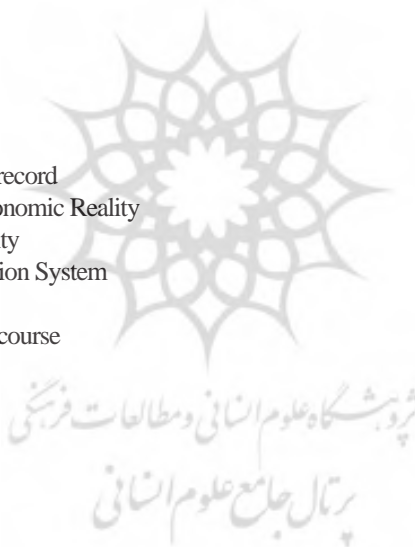 record
onomic Reality
ity
tion System
course
پژوهشگاه علوم انسانی و مطالعات فرهنگی
پرتال جامع علوم انسانی